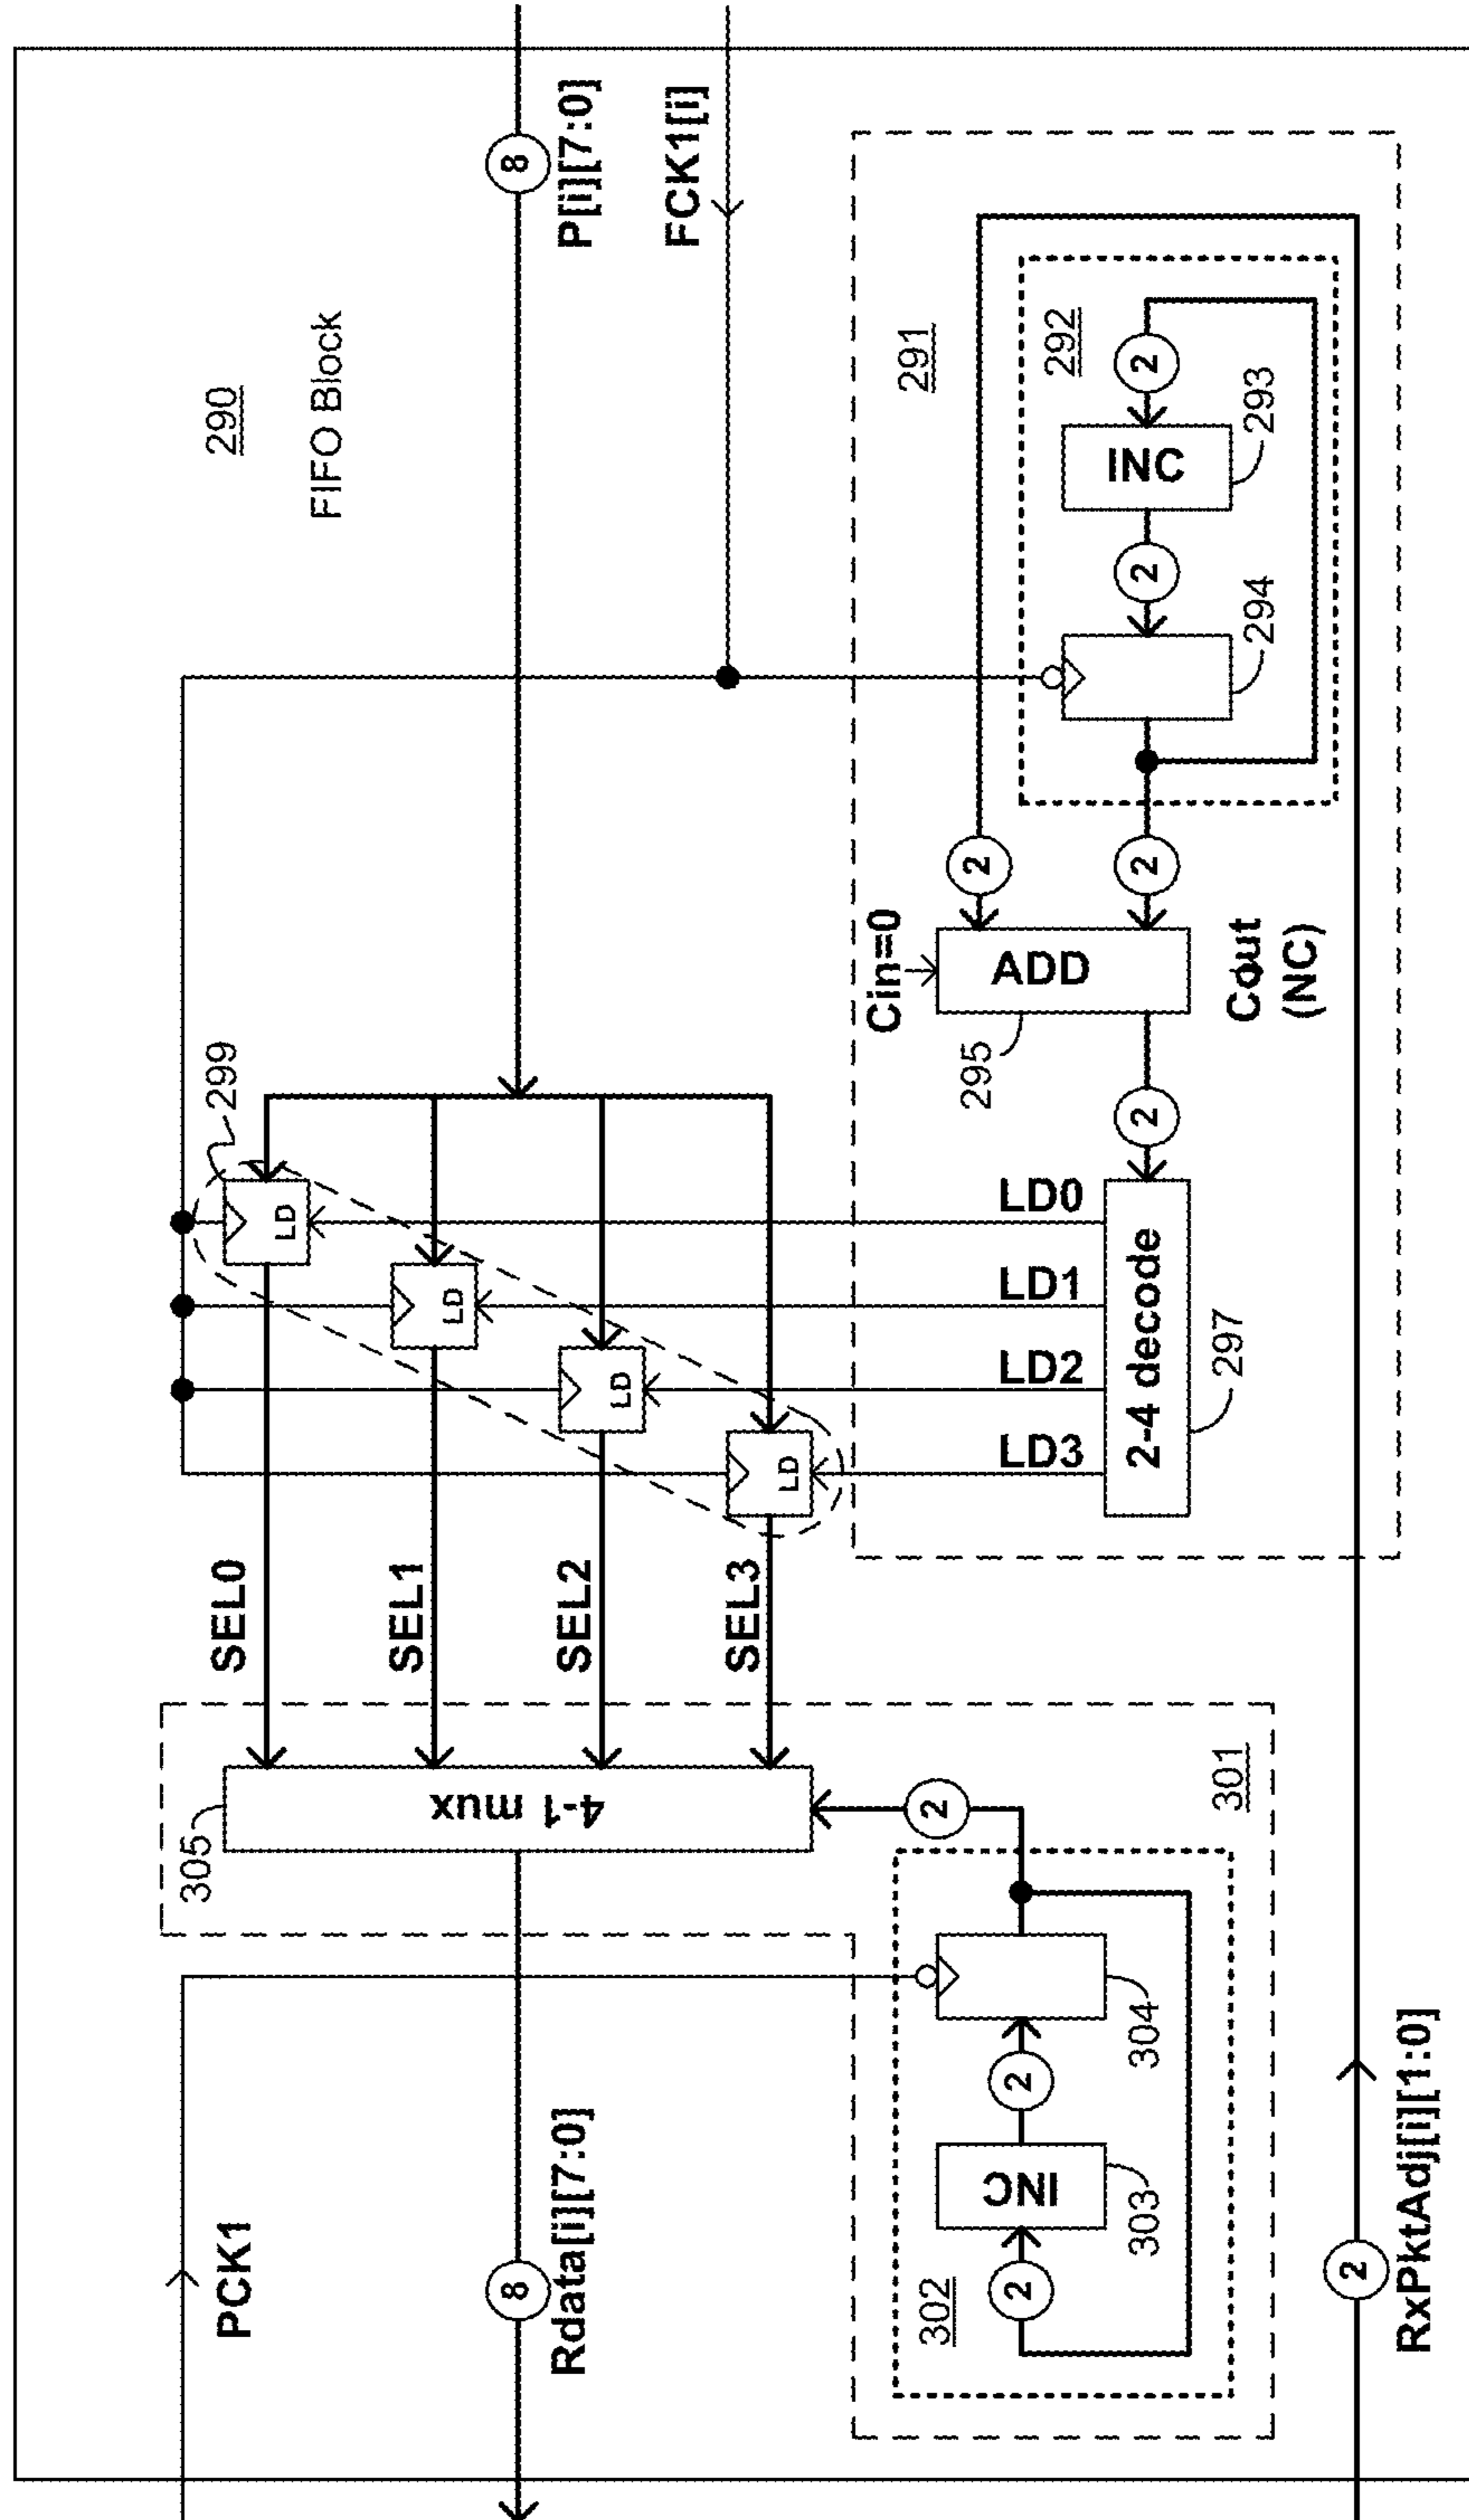 290
FIFO Block
8
P[i][7:0]
FCK1[i]
299
LD
LD
LD
LD
SEL0
SEL1
SEL2
SEL3
LD0
LD1
LD2
LD3
291
292
2
INC
293
2
294
2
2
Cin=0
ADD
Cout
(NC)
295
2
2-4 decode
297
4-1 mux
305
2
301
PCK1
8
Rdata[i][7:0]
302
2
INC
303
2
304
2
RxPktAdj[i][1:0]